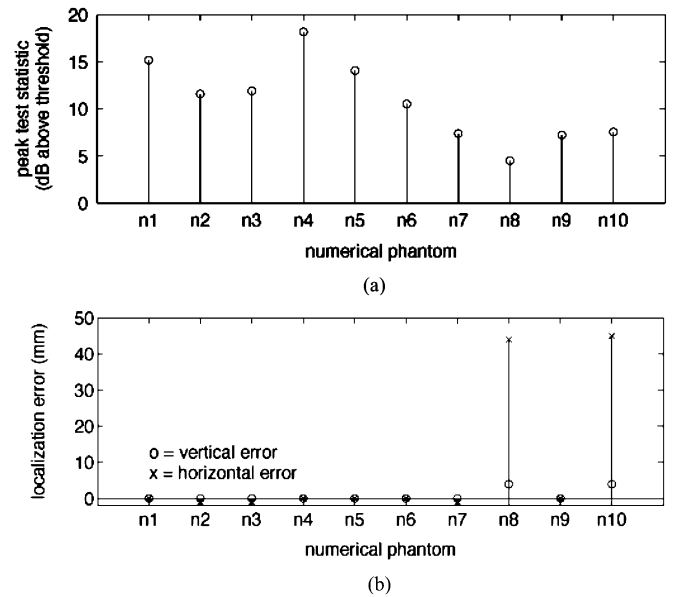 peak test statistic
(dB above threshold)
20
15
10
5
0
n1 n2 n3 n4 n5 n6 n7 n8 n9 n10
numerical phantom
(a)
localization error (mm)
50
40
30
20
10
0
o = vertical error
x = horizontal error
n1 n2 n3 n4 n5 n6 n7 n8 n9 n10
numerical phantom
(b)